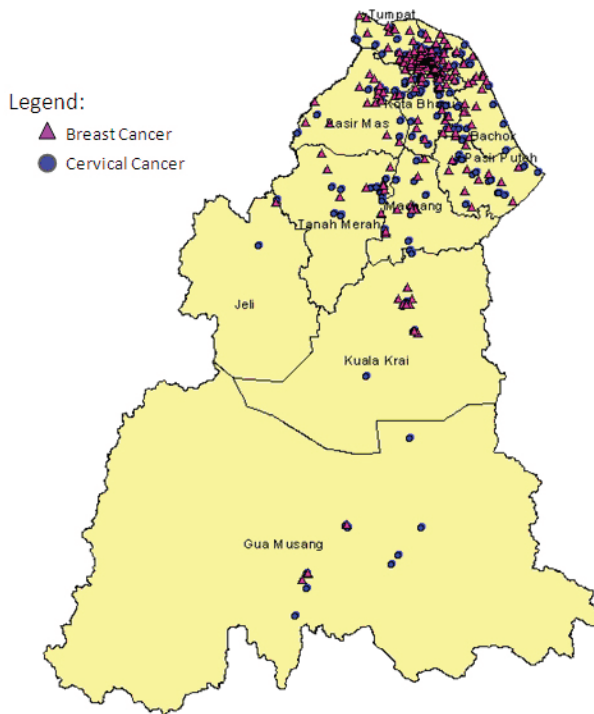 Tumpat
Legend:
Breast Cancer
Cervical Cancer
Kota Bharu
Pasir Mas
Bachok
Pasir Puteh
Machang
Tanah Merah
Jeli
Kuala Krai
Gua Musang